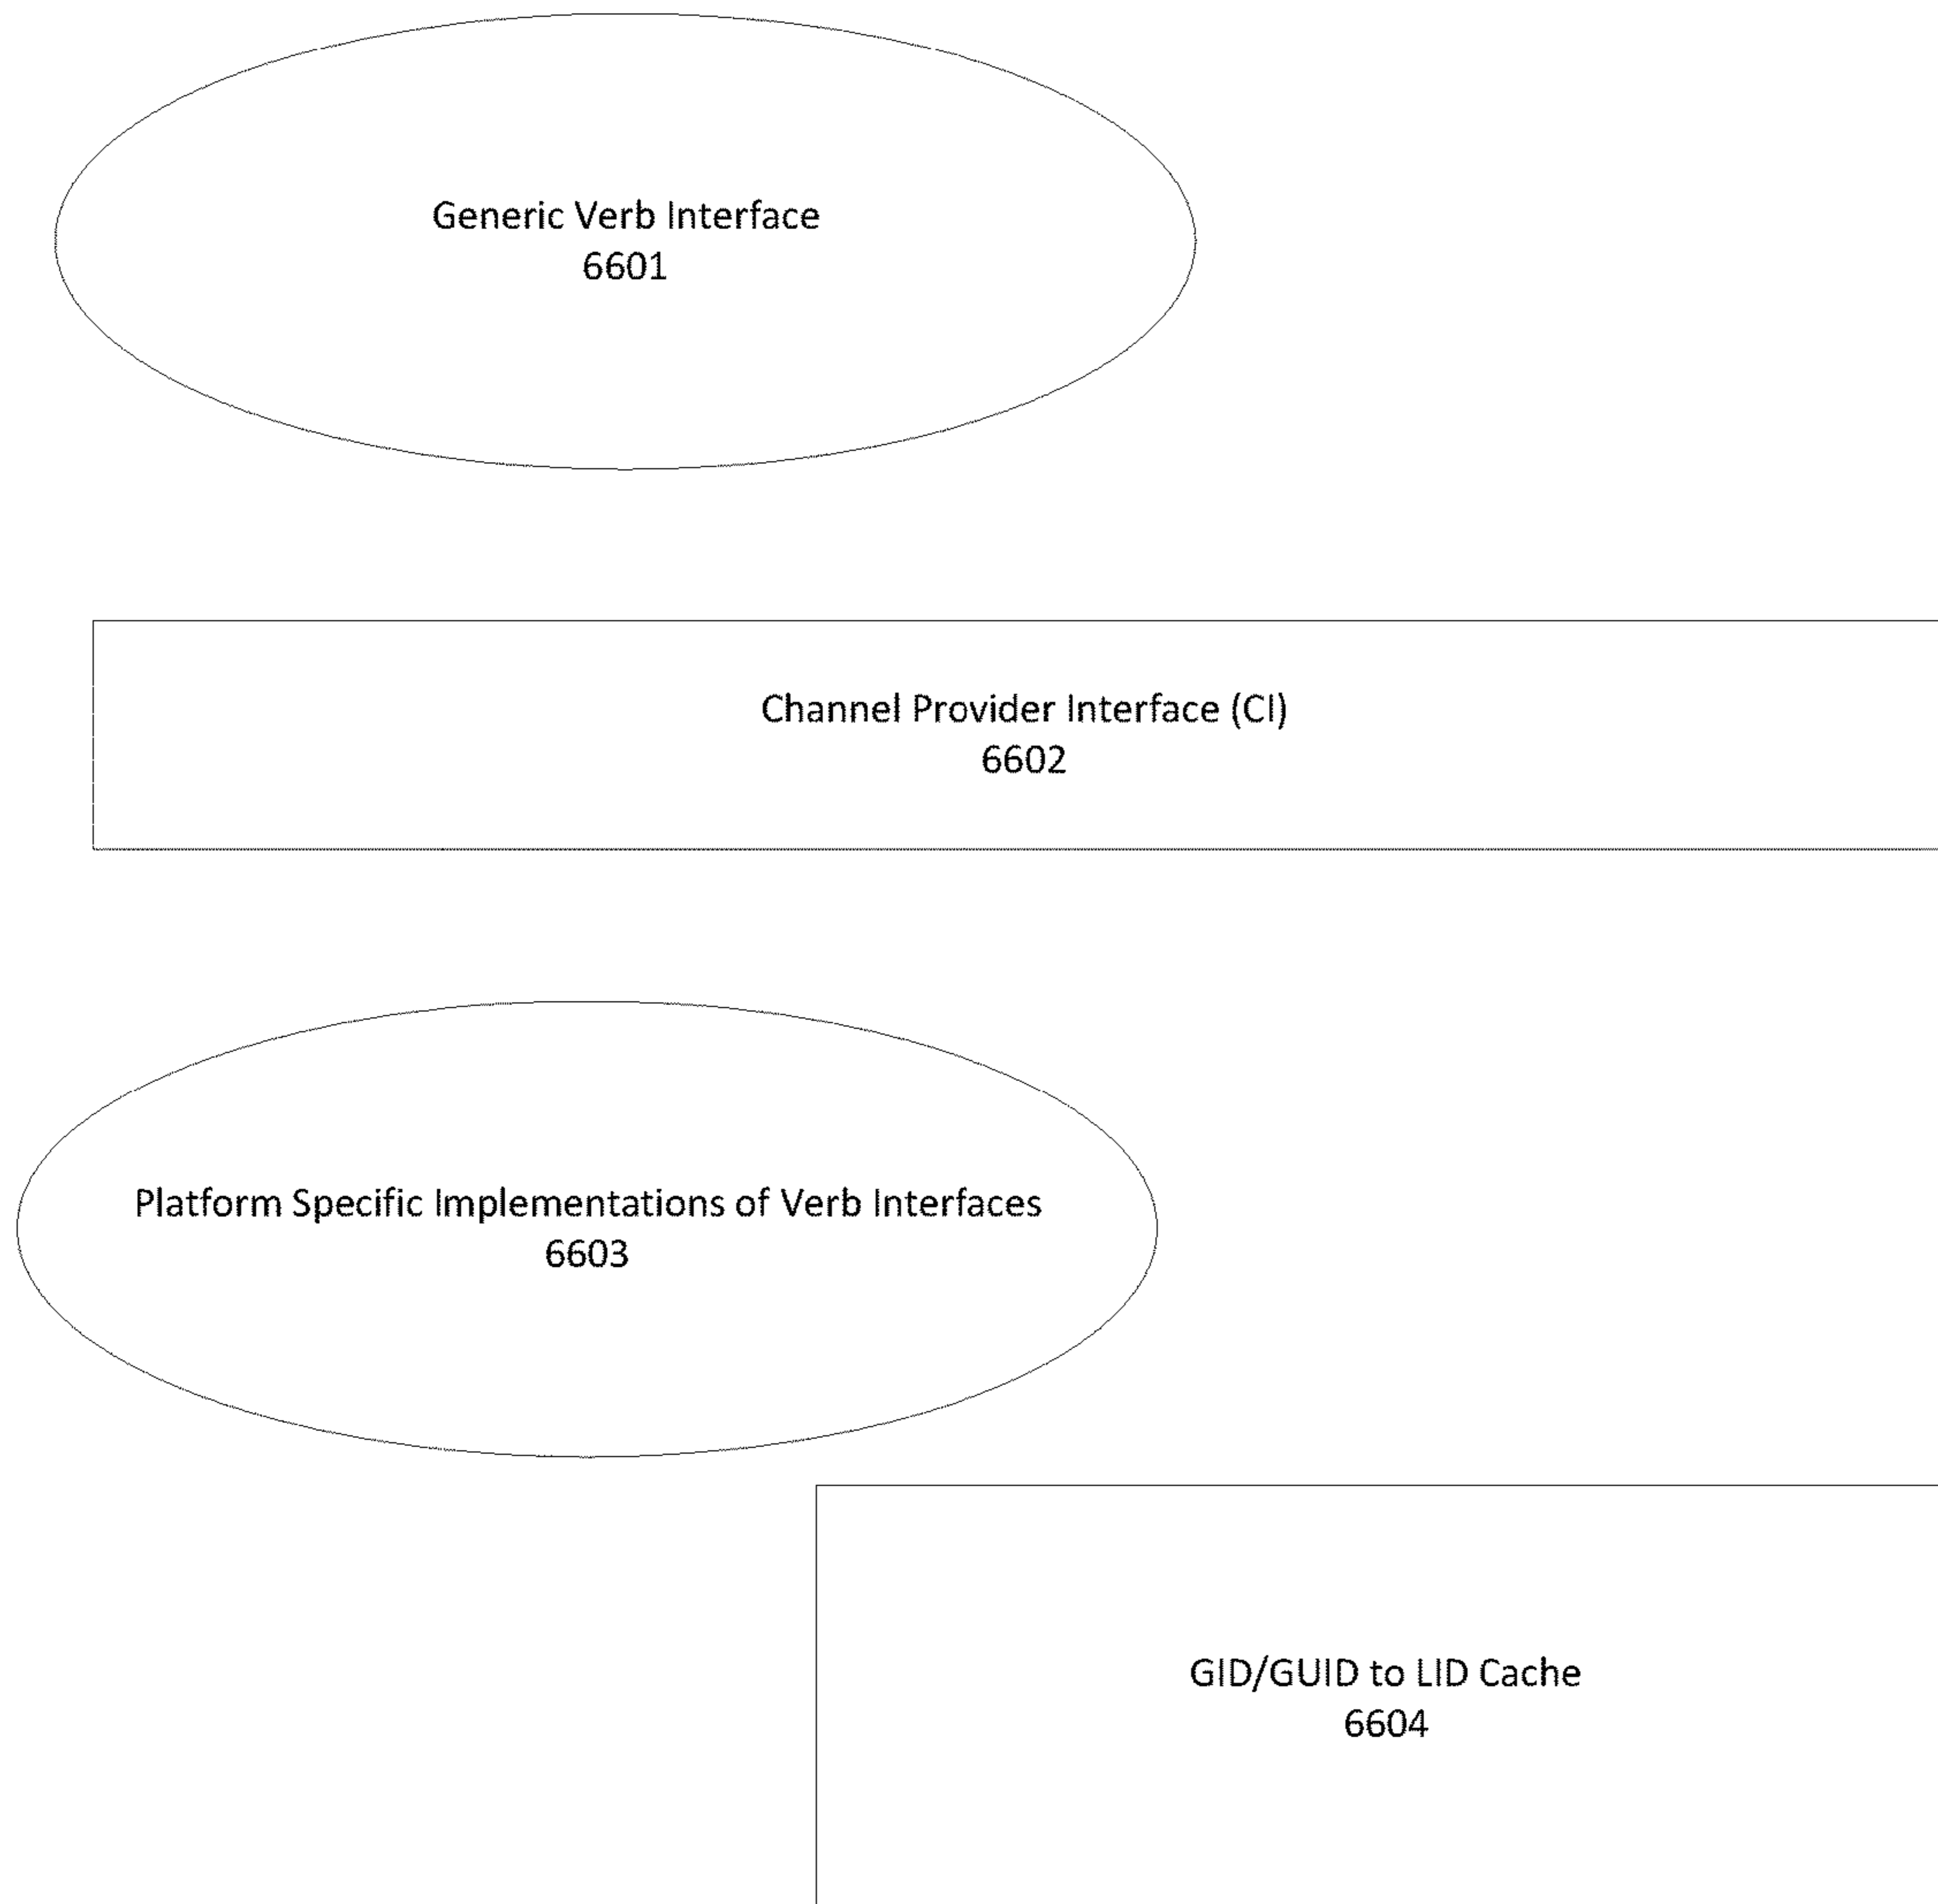 Generic Verb Interface
6601
Channel Provider Interface (CI)
6602
Platform Specific Implementations of Verb Interfaces
6603
GID/GUID to LID Cache
6604